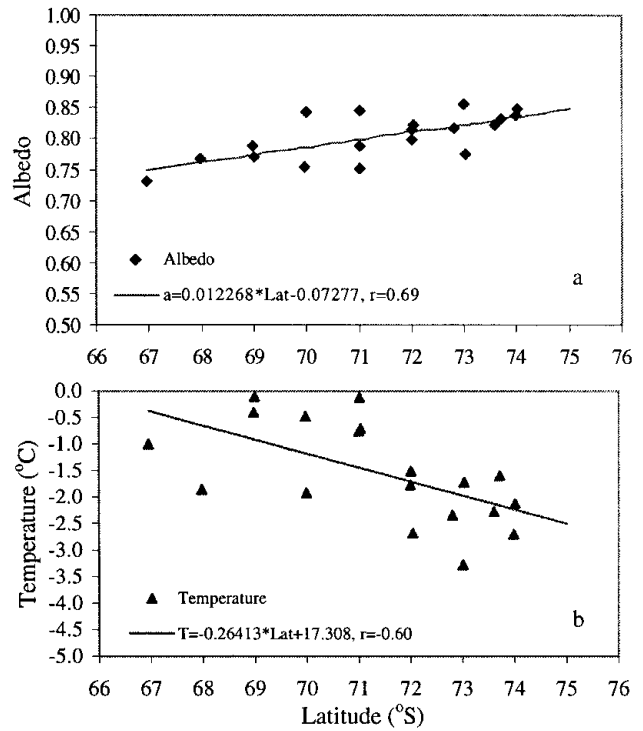 1.00
0.95
0.90
0.85
0.80
0.75
0.70
0.65
0.60
0.55
0.50
Albedo
Albedo
a=0.012268*Lat-0.07277, r=0.69
a
66 67 68 69 70 71 72 73 74 75 76
0.0
-0.5
-1.0
-1.5
-2.0
-2.5
-3.0
-3.5
-4.0
-4.5
-5.0
Temperature (°C)
Temperature
T=-0.26413*Lat+17.308, r=-0.60
b
66 67 68 69 70 71 72 73 74 75 76
Latitude (°S)